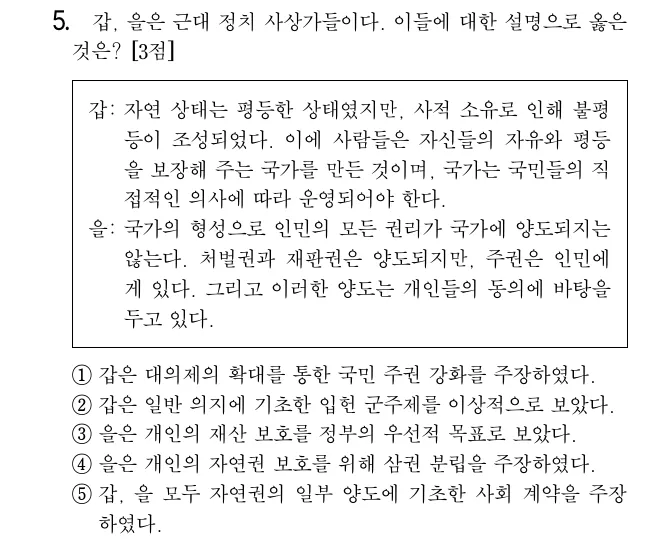 5. 갑, 을은 근대 정치 사상가들이다. 이들에 대한 설명으로 옳은
것은? [3점]
갑: 자연 상태는 평등한 상태였지만, 사적 소유로 인해 불평
등이 조성되었다. 이에 사람들은 자신들의 자유와 평등
을 보장해 주는 국가를 만든 것이며, 국가는 국민들의 직
접적인 의사에 따라 운영되어야 한다.
을: 국가의 형성으로 인민의 모든 권리가 국가에 양도되지는
않는다. 처벌권과 재판권은 양도되지만, 주권은 인민에
게 있다. 그리고 이러한 양도는 개인들의 동의에 바탕을
두고 있다.
① 갑은 대의제의 확대를 통한 국민 주권 강화를 주장하였다.
② 갑은 일반 의지에 기초한 입헌 군주제를 이상적으로 보았다.
③ 을은 개인의 재산 보호를 정부의 우선적 목표로 보았다.
④ 을은 개인의 자연권 보호를 위해 삼권 분립을 주장하였다.
⑤ 갑, 을 모두 자연권의 일부 양도에 기초한 사회 계약을 주장
하였다.